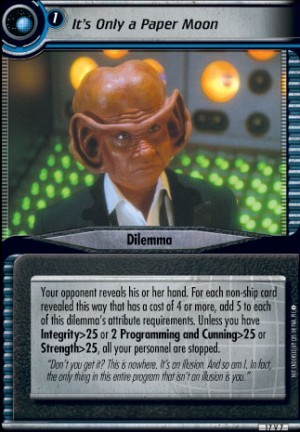 1
It's Only a Paper Moon
Dilemma
Your opponent reveals his or her hand. For each non-ship card
revealed this way that has a cost of 4 or more, add 5 to each
of this dilemma's attribute requirements. Unless you have
Integrity>25 or 2 Programming and Cunning>25 or
Strength>25, all your personnel are stopped.
"Don't you get it? This is nowhere. It's an illusion. And so am I. In fact,
the only thing in this entire program that isn't an illusion is you."
17 V 7